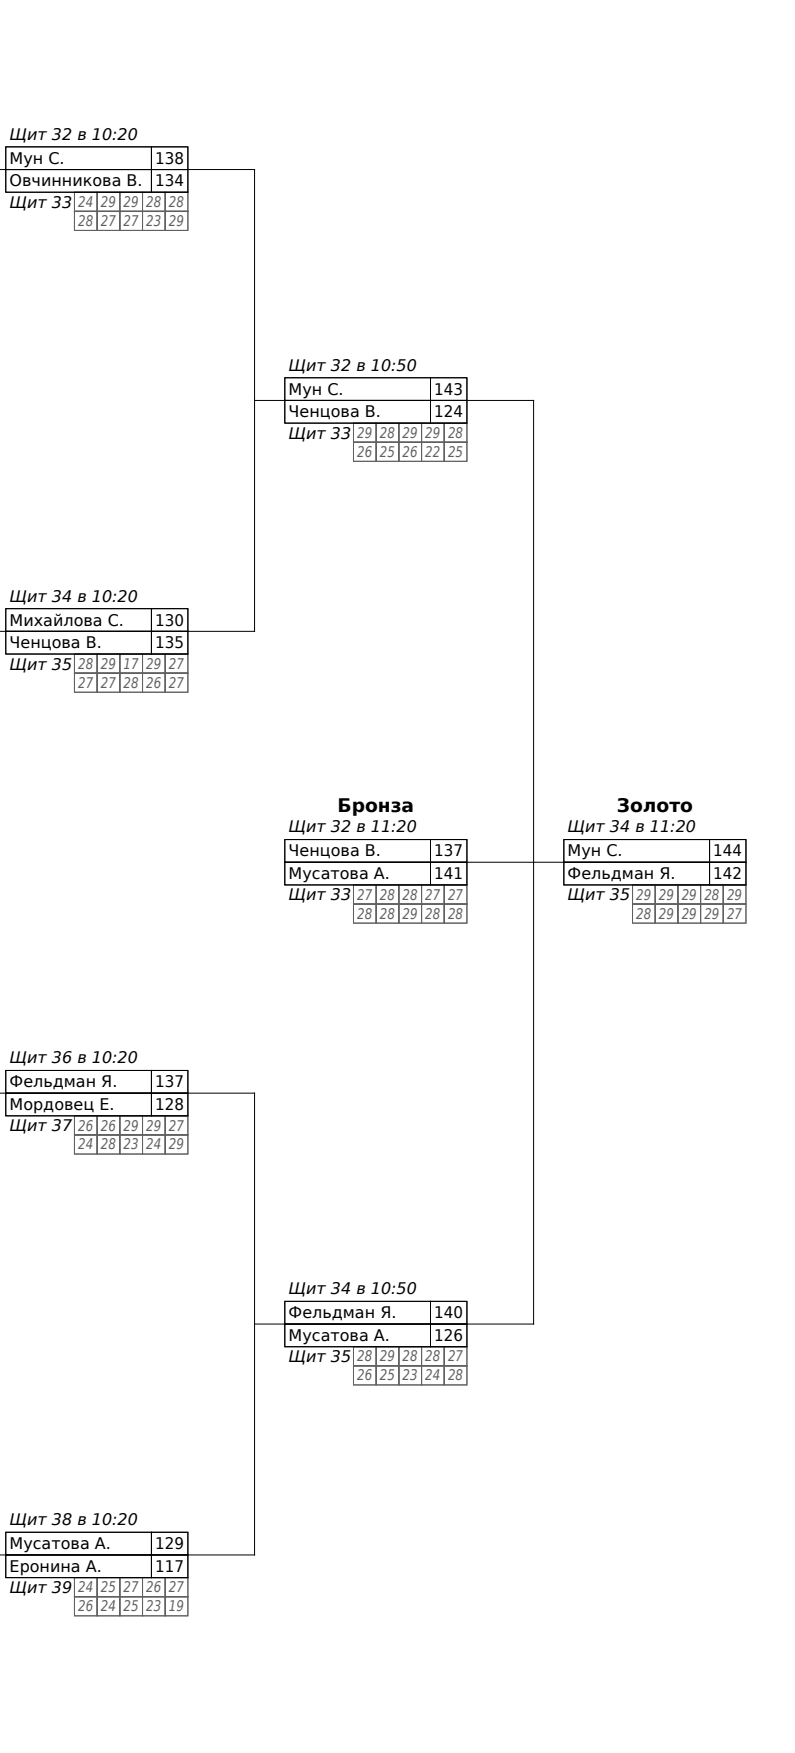 Щит 32 в 10:20
Мун С. 138
Овчинникова В. 134
Щит 33 24 29 29 28 28
28 27 27 23 29
Щит 32 в 10:50
Мун С. 143
Ченцова В. 124
Щит 33 29 28 29 29 28
26 25 26 22 25
Щит 34 в 10:20
Михайлова С. 130
Ченцова В. 135
Щит 35 28 29 17 29 27
27 27 28 26 27
Бронза
Щит 32 в 11:20
Ченцова В. 137
Мусатова А. 141
Щит 33 27 28 28 27 27
28 28 29 28 28
Золото
Щит 34 в 11:20
Мун С. 144
Фельдман Я. 142
Щит 35 29 29 29 28 29
28 29 29 29 27
Щит 36 в 10:20
Фельдман Я. 137
Мордовец Е. 128
Щит 37 26 26 29 29 27
24 28 23 24 29
Щит 34 в 10:50
Фельдман Я. 140
Мусатова А. 126
Щит 35 28 29 28 28 27
26 25 23 24 28
Щит 38 в 10:20
Мусатова А. 129
Еронина А. 117
Щит 39 24 25 27 26 27
26 24 25 23 19